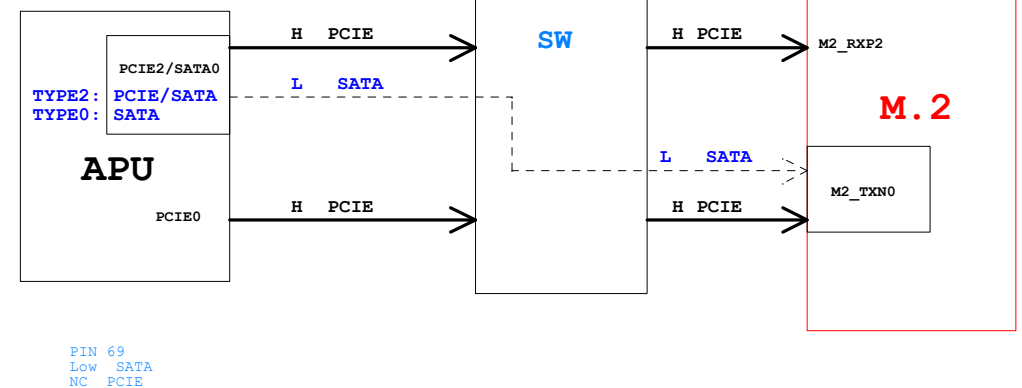 H PCIE
SW
H PCIE
M2_RXP2
PCIE2/SATA0
L SATA
TYPE2: PCIE/SATA
TYPE0: SATA
M.2
APU
L SATA
M2_TXN0
PCIE0
H PCIE
H PCIE
PIN 69
Low SATA
NC PCIE